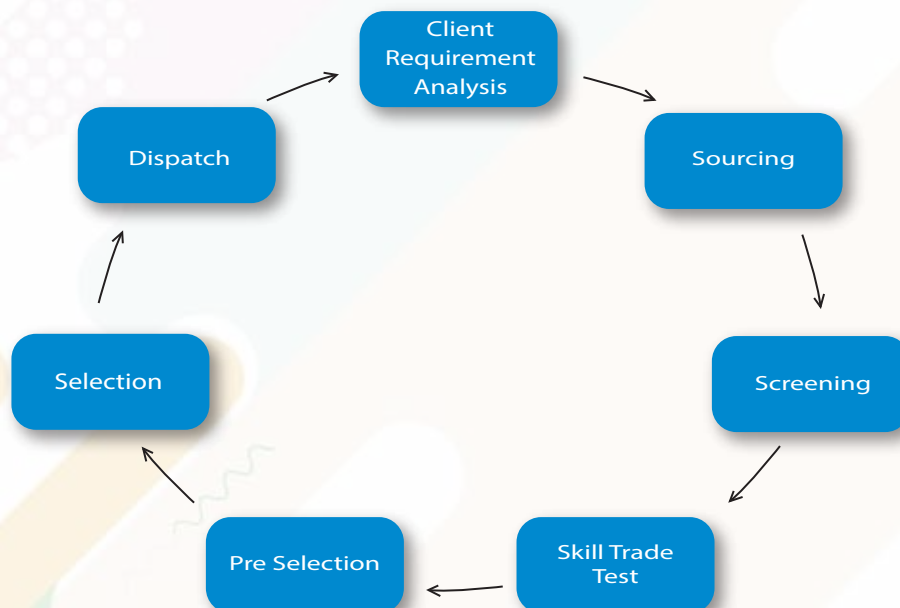 Client
Requirement
Analysis
Sourcing
Screening
Skill Trade
Test
Pre Selection
Selection
Dispatch